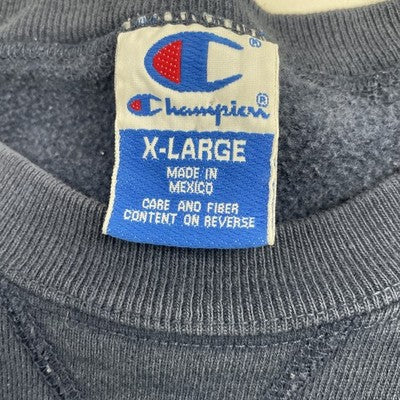 ®
Champion®
X-LARGE
MADE IN
MEXICO
CARE AND FIBER
CONTENT ON REVERSE